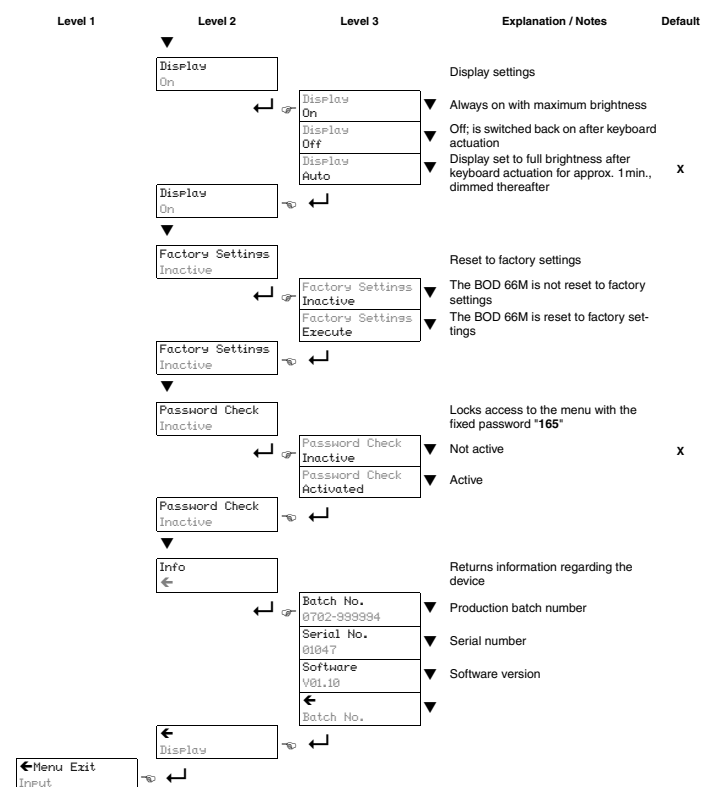 Level 1 Level 2 Level 3 Explanation / Notes Default
▼
Display
On
Display settings
↵ ☞
Display
On
▼ Always on with maximum brightness
Display
Off
▼ Off; is switched back on after keyboard
actuation
Display
Auto
▼ Display set to full brightness after
keyboard actuation for approx. 1min.,
dimmed thereafter
X
Display
On
☜ ↵
▼
Factory Settings
Inactive
Reset to factory settings
↵ ☞
Factory Settings
Inactive
▼ The BOD 66M is not reset to factory
settings
Factory Settings
Execute
▼ The BOD 66M is reset to factory set-
tings
Factory Settings
Inactive
☜ ↵
▼
Password Check
Inactive
Locks access to the menu with the
fixed password "165"
↵ ☞
Password Check
Inactive
▼ Not active X
Password Check
Activated
▼ Active
Password Check
Inactive
☜ ↵
▼
Info
←
Returns information regarding the
device
↵ ☞
Batch No.
0702-999994
▼ Production batch number
Serial No.
01047
▼ Serial number
Software
V01.10
▼ Software version
←
Batch No.
▼
←
Display
☜ ↵
←Menu Exit
Input
☜ ↵